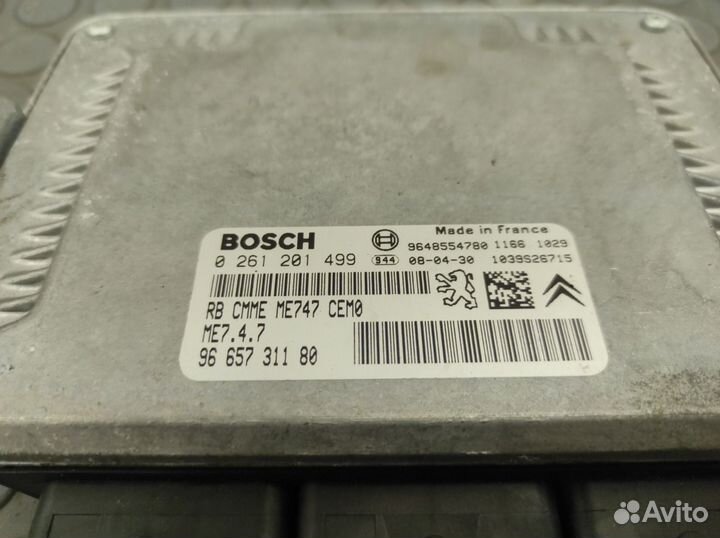 BOSCH
Made in France
9648554780 1166 1029
0 261 201 499 944 08-04-30 1039S26715
RB CMME ME747 CEM0
ME7.4.7
96 657 311 80
Avito